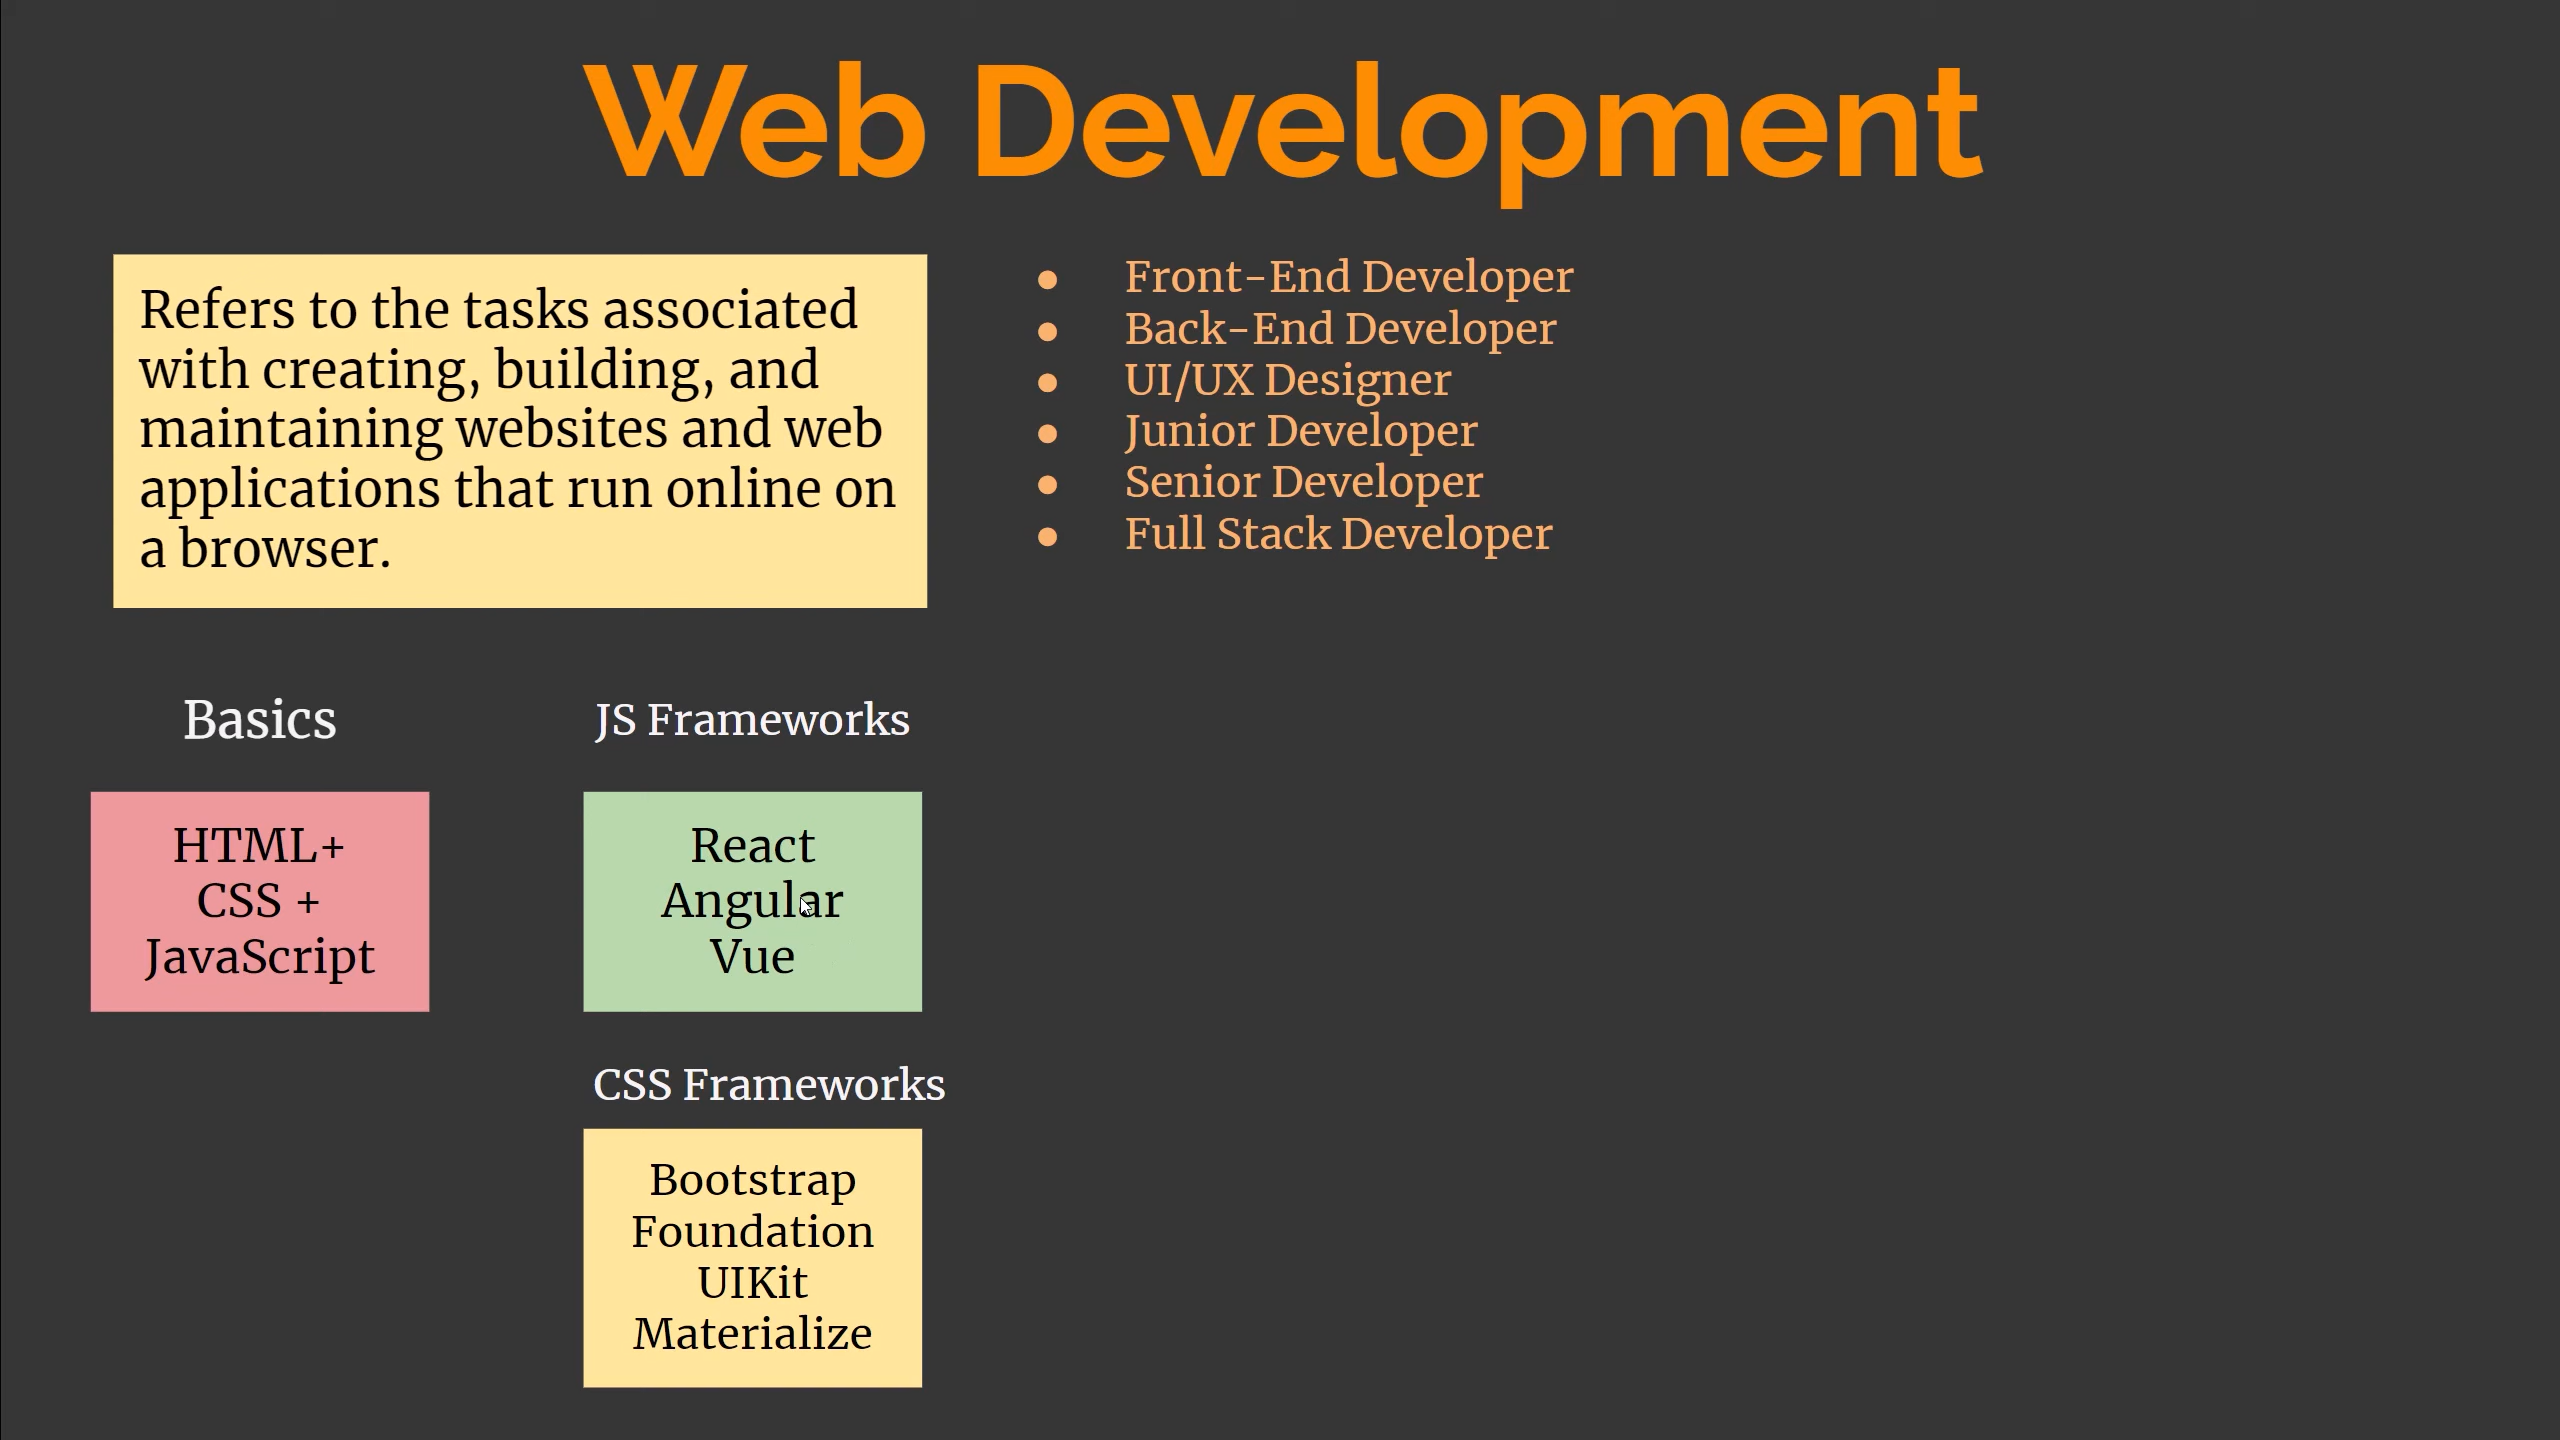 Web Development
Refers to the tasks associated
with creating, building, and
maintaining websites and web
applications that run online on
a browser.
● Front-End Developer
● Back-End Developer
● UI/UX Designer
● Junior Developer
● Senior Developer
● Full Stack Developer
Basics
HTML+
CSS +
JavaScript
JS Frameworks
React
Angular
Vue
CSS Frameworks
Bootstrap
Foundation
UIKit
Materialize